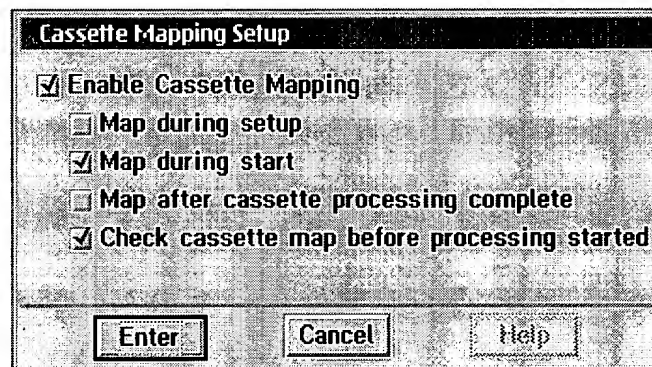 Cassette Mapping Setup
Enable Cassette Mapping
Map during setup
Map during start
Map after cassette processing complete
Check cassette map before processing started
Enter Cancel Help